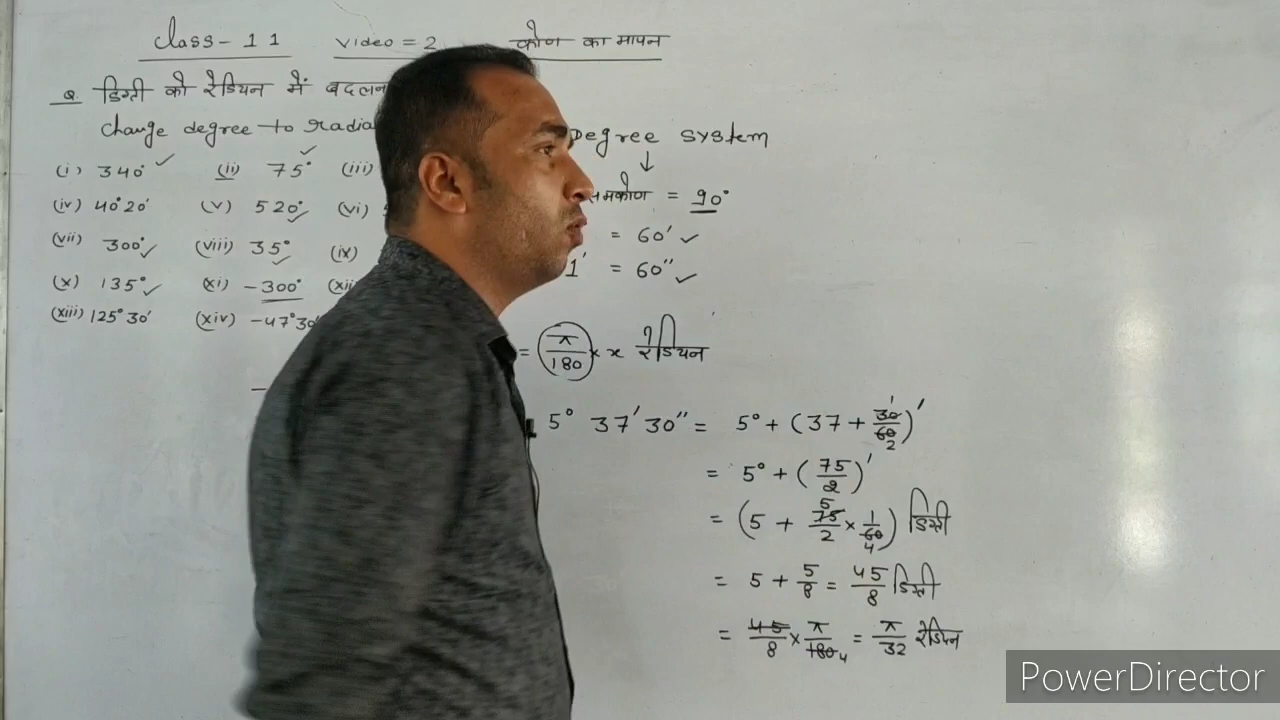 Class - 11 Video = 2 कोण का मापन
Q. डिग्री को रेडियन में बदलन
Change degree to radia
(i) 340° ✓ (ii) 75° ✓ (iii)
(iv) 40°20' (v) 520° ✓ (vi)
(vii) 300° ✓ (viii) 35° ✓ (ix)
(x) 135° ✓ (xi) -300° (xii
(xiii) 125°30' (xiv) -47°30'
Degree System
↓
समकोण = 90°
= 60' ✓
1' = 60'' ✓
= π/180 × x रेडियन
5° 37' 30'' = 5° + (37 + 30/60)'
= 5° + (75/2)'
= (5 + 75/2 × 1/60) डिग्री
= 5 + 5/8 = 45/8 डिग्री
= 45/8 × π/180 = π/32 रेडियन
PowerDirector